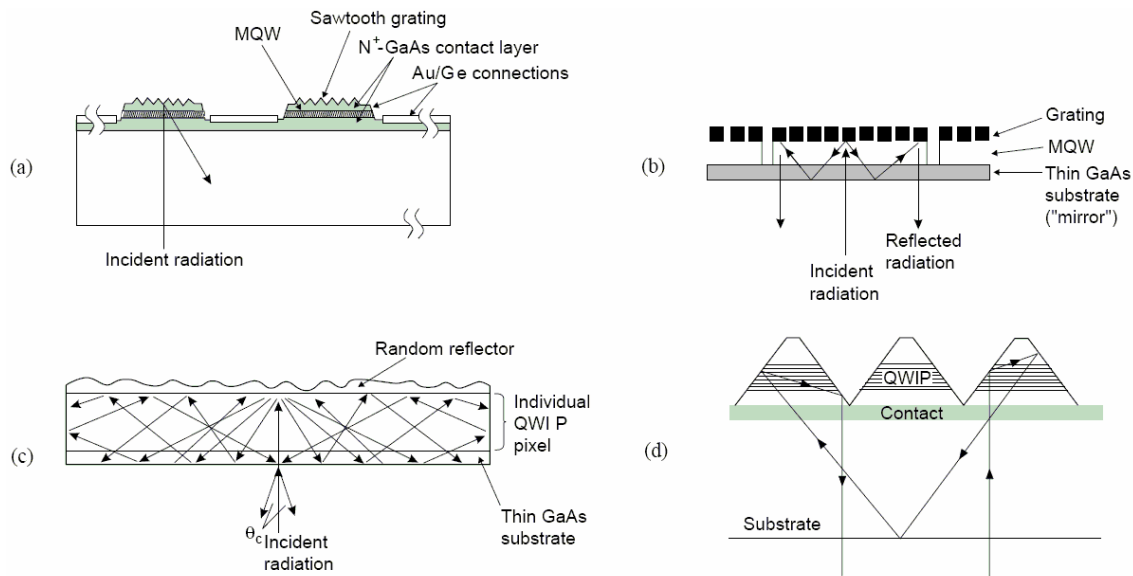 Sawtooth grating
MQW
N+-GaAs contact layer
Au/Ge connections
(a)
Incident radiation
Grating
MQW
(b)
Thin GaAs
substrate
("mirror")
Reflected
radiation
Incident
radiation
Random reflector
Individual
QWI P
pixel
(c)
Thin GaAs
substrate
θc
Incident
radiation
QWIP
Contact
(d)
Substrate